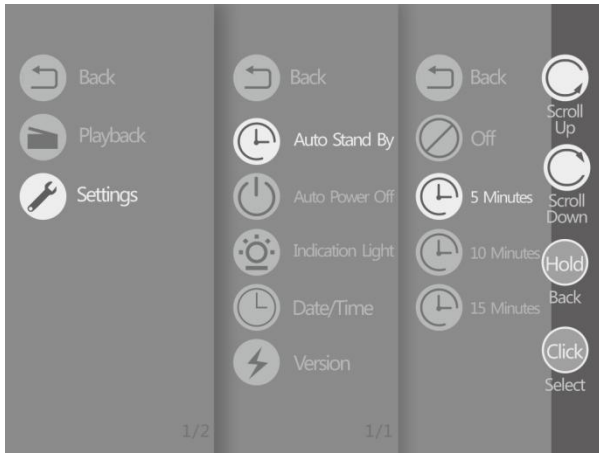 Back
Playback
Settings
1/2
Back
Auto Stand By
Auto Power Off
Indication Light
Date/Time
Version
1/1
Back
Off
5 Minutes
10 Minutes
15 Minutes
Scroll
Up
Scroll
Down
Hold
Back
Click
Select